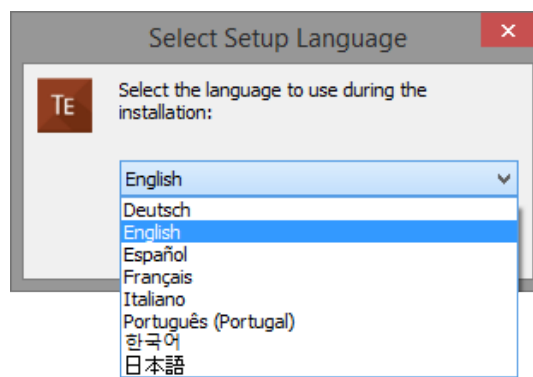 Select Setup Language
TE
Select the language to use during the
installation:
English
Deutsch
English
Español
Français
Italiano
Português (Portugal)
한국어
日本語